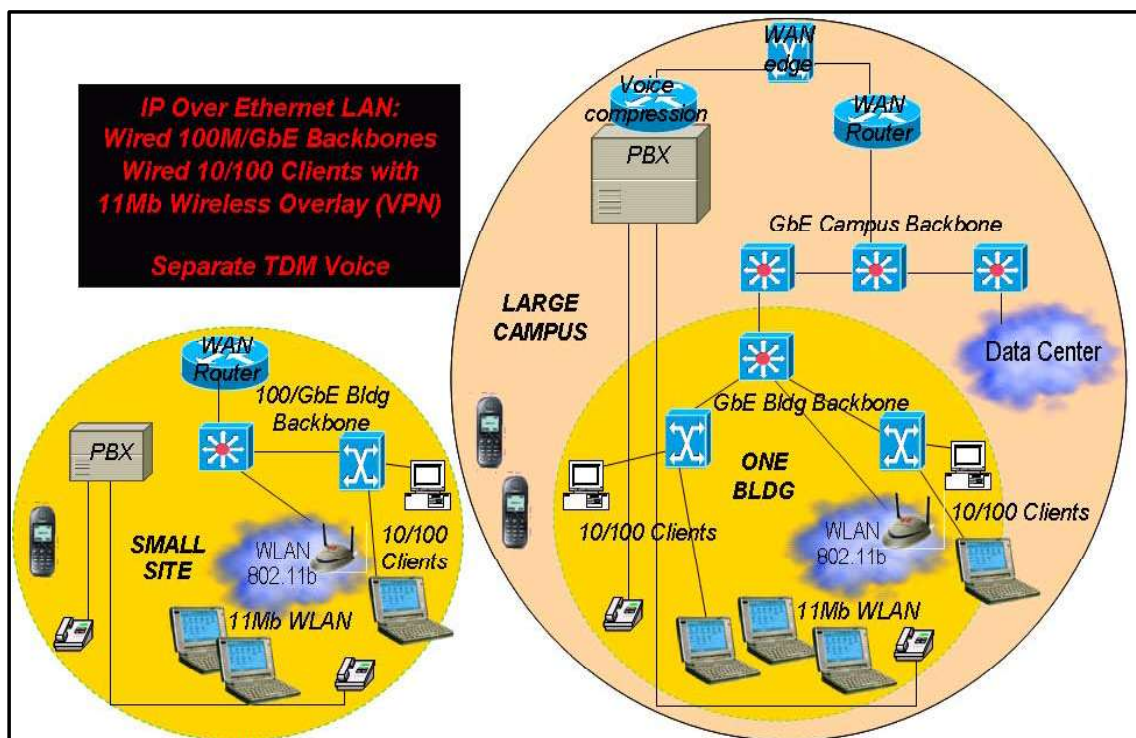 IP Over Ethernet LAN:
Wired 100M/GbE Backbones
Wired 10/100 Clients with
11Mb Wireless Overlay (VPN)
Separate TDM Voice
WAN
edge
Voice
compression
WAN
Router
PBX
GbE Campus Backbone
LARGE
CAMPUS
Data Center
GbE Bldg Backbone
ONE
BLDG
10/100 Clients
10/100 Clients
WLAN
802.11b
11Mb WLAN
WAN
Router
100/GbE Bldg
Backbone
PBX
SMALL
SITE
WLAN
802.11b
10/100
Clients
11Mb WLAN